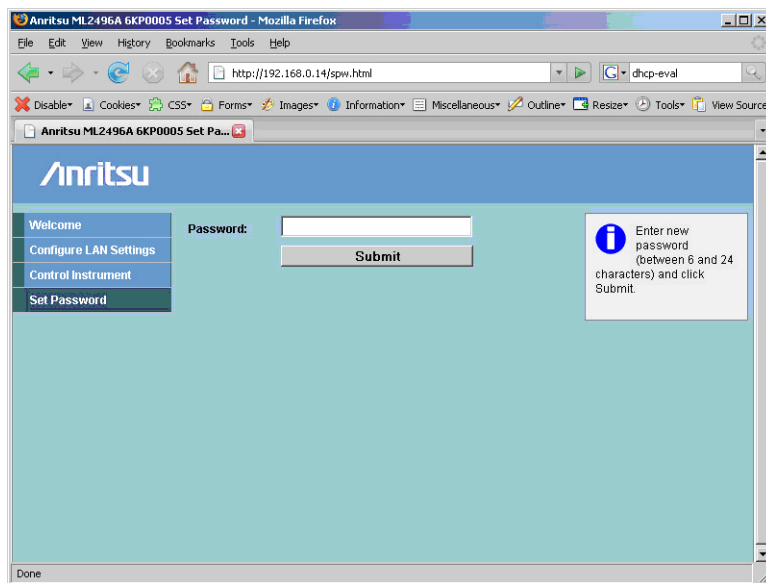 Anritsu ML2496A 6KP0005 Set Password - Mozilla Firefox
File Edit View History Bookmarks Tools Help
http://192.168.0.14/spw.html
G dhcp-eval
Disable Cookies CSS Forms Images Information Miscellaneous Outline Resize Tools View Source
Anritsu ML2496A 6KP0005 Set Pa...
Anritsu
Welcome
Configure LAN Settings
Control Instrument
Set Password
Password:
Submit
Enter new
password
(between 6 and 24
characters) and click
Submit.
Done